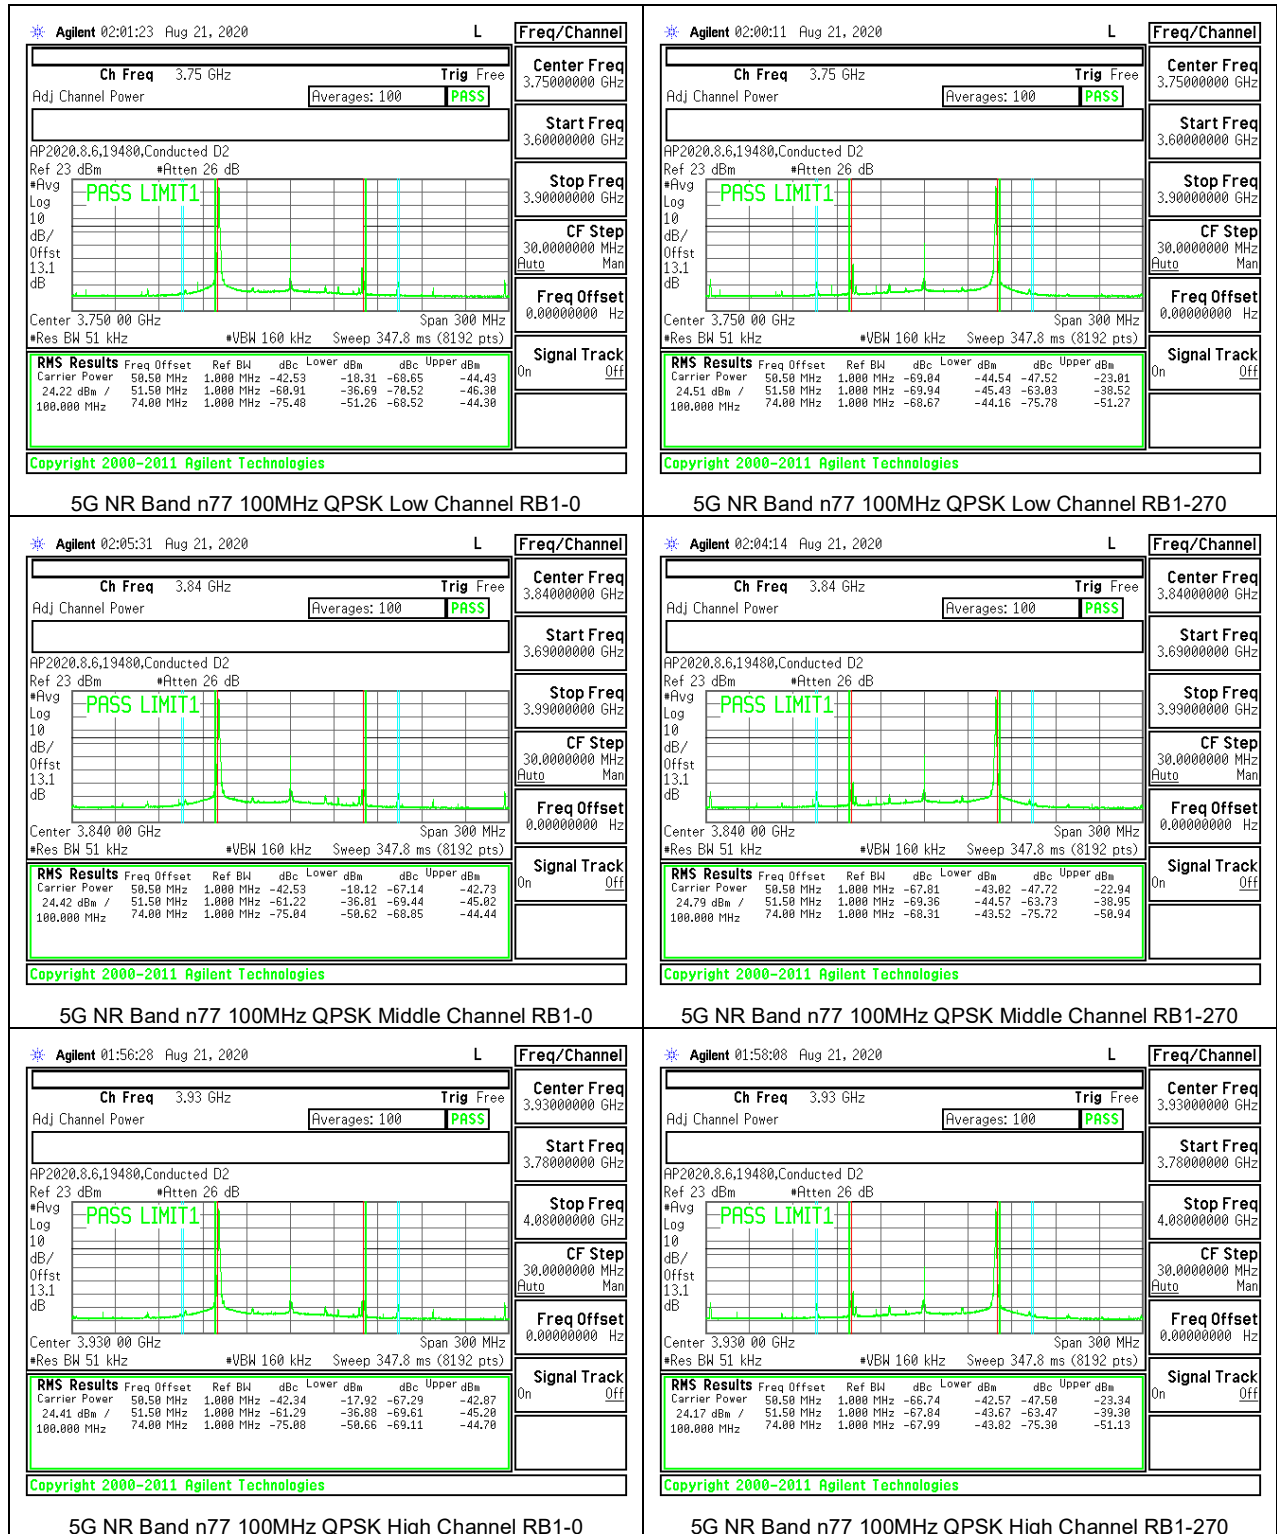 Agilent 02:01:23 Aug 21, 2020 L Freq/Channel
Ch Freq 3.75 GHz Trig Free
Adj Channel Power Averages: 100 PASS
Center Freq
3.75000000 GHz
Start Freq
3.60000000 GHz
Stop Freq
3.90000000 GHz
CF Step
30.0000000 MHz
Auto Man
Freq Offset
0.00000000 Hz
Signal Track
On Off
AP2020.8.6,19480,Conducted D2
Ref 23 dBm #Atten 26 dB
#Avg
Log
10
dB/
Offst
13.1
dB
PASS LIMIT1
Center 3.750 00 GHz Span 300 MHz
#Res BW 51 kHz #VBW 160 kHz Sweep 347.8 ms (8192 pts)
RMS Results Freq Offset Ref BW dBc Lower dBm dBc Upper dBm
Carrier Power 50.50 MHz 1.000 MHz -42.53 -18.31 -68.65 -44.43
24.22 dBm / 51.50 MHz 1.000 MHz -60.91 -36.69 -70.52 -46.30
100.000 MHz 74.00 MHz 1.000 MHz -75.48 -51.26 -68.52 -44.30
Copyright 2000-2011 Agilent Technologies
5G NR Band n77 100MHz QPSK Low Channel RB1-0
Agilent 02:00:11 Aug 21, 2020 L Freq/Channel
Ch Freq 3.75 GHz Trig Free
Adj Channel Power Averages: 100 PASS
Center Freq
3.75000000 GHz
Start Freq
3.60000000 GHz
Stop Freq
3.90000000 GHz
CF Step
30.0000000 MHz
Auto Man
Freq Offset
0.00000000 Hz
Signal Track
On Off
AP2020.8.6,19480,Conducted D2
Ref 23 dBm #Atten 26 dB
#Avg
Log
10
dB/
Offst
13.1
dB
PASS LIMIT1
Center 3.750 00 GHz Span 300 MHz
#Res BW 51 kHz #VBW 160 kHz Sweep 347.8 ms (8192 pts)
RMS Results Freq Offset Ref BW dBc Lower dBm dBc Upper dBm
Carrier Power 50.50 MHz 1.000 MHz -69.04 -44.54 -47.52 -23.01
24.51 dBm / 51.50 MHz 1.000 MHz -69.94 -45.43 -63.03 -38.52
100.000 MHz 74.00 MHz 1.000 MHz -68.67 -44.16 -75.78 -51.27
Copyright 2000-2011 Agilent Technologies
5G NR Band n77 100MHz QPSK Low Channel RB1-270
Agilent 02:05:31 Aug 21, 2020 L Freq/Channel
Ch Freq 3.84 GHz Trig Free
Adj Channel Power Averages: 100 PASS
Center Freq
3.84000000 GHz
Start Freq
3.69000000 GHz
Stop Freq
3.99000000 GHz
CF Step
30.0000000 MHz
Auto Man
Freq Offset
0.00000000 Hz
Signal Track
On Off
AP2020.8.6,19480,Conducted D2
Ref 23 dBm #Atten 26 dB
#Avg
Log
10
dB/
Offst
13.1
dB
PASS LIMIT1
Center 3.840 00 GHz Span 300 MHz
#Res BW 51 kHz #VBW 160 kHz Sweep 347.8 ms (8192 pts)
RMS Results Freq Offset Ref BW dBc Lower dBm dBc Upper dBm
Carrier Power 50.50 MHz 1.000 MHz -42.53 -18.12 -67.14 -42.73
24.42 dBm / 51.50 MHz 1.000 MHz -61.22 -36.81 -69.44 -45.02
100.000 MHz 74.00 MHz 1.000 MHz -75.04 -50.62 -68.85 -44.44
Copyright 2000-2011 Agilent Technologies
5G NR Band n77 100MHz QPSK Middle Channel RB1-0
Agilent 02:04:14 Aug 21, 2020 L Freq/Channel
Ch Freq 3.84 GHz Trig Free
Adj Channel Power Averages: 100 PASS
Center Freq
3.84000000 GHz
Start Freq
3.69000000 GHz
Stop Freq
3.99000000 GHz
CF Step
30.0000000 MHz
Auto Man
Freq Offset
0.00000000 Hz
Signal Track
On Off
AP2020.8.6,19480,Conducted D2
Ref 23 dBm #Atten 26 dB
#Avg
Log
10
dB/
Offst
13.1
dB
PASS LIMIT1
Center 3.840 00 GHz Span 300 MHz
#Res BW 51 kHz #VBW 160 kHz Sweep 347.8 ms (8192 pts)
RMS Results Freq Offset Ref BW dBc Lower dBm dBc Upper dBm
Carrier Power 50.50 MHz 1.000 MHz -67.81 -43.02 -47.72 -22.94
24.79 dBm / 51.50 MHz 1.000 MHz -69.36 -44.57 -63.73 -38.95
100.000 MHz 74.00 MHz 1.000 MHz -68.31 -43.52 -75.72 -50.94
Copyright 2000-2011 Agilent Technologies
5G NR Band n77 100MHz QPSK Middle Channel RB1-270
Agilent 01:56:28 Aug 21, 2020 L Freq/Channel
Ch Freq 3.93 GHz Trig Free
Adj Channel Power Averages: 100 PASS
Center Freq
3.93000000 GHz
Start Freq
3.78000000 GHz
Stop Freq
4.08000000 GHz
CF Step
30.0000000 MHz
Auto Man
Freq Offset
0.00000000 Hz
Signal Track
On Off
AP2020.8.6,19480,Conducted D2
Ref 23 dBm #Atten 26 dB
#Avg
Log
10
dB/
Offst
13.1
dB
PASS LIMIT1
Center 3.930 00 GHz Span 300 MHz
#Res BW 51 kHz #VBW 160 kHz Sweep 347.8 ms (8192 pts)
RMS Results Freq Offset Ref BW dBc Lower dBm dBc Upper dBm
Carrier Power 50.50 MHz 1.000 MHz -42.34 -17.92 -67.29 -42.87
24.41 dBm / 51.50 MHz 1.000 MHz -61.29 -36.88 -69.61 -45.20
100.000 MHz 74.00 MHz 1.000 MHz -75.08 -50.66 -69.11 -44.70
Copyright 2000-2011 Agilent Technologies
5G NR Band n77 100MHz QPSK High Channel RB1-0
Agilent 01:58:08 Aug 21, 2020 L Freq/Channel
Ch Freq 3.93 GHz Trig Free
Adj Channel Power Averages: 100 PASS
Center Freq
3.93000000 GHz
Start Freq
3.78000000 GHz
Stop Freq
4.08000000 GHz
CF Step
30.0000000 MHz
Auto Man
Freq Offset
0.00000000 Hz
Signal Track
On Off
AP2020.8.6,19480,Conducted D2
Ref 23 dBm #Atten 26 dB
#Avg
Log
10
dB/
Offst
13.1
dB
PASS LIMIT1
Center 3.930 00 GHz Span 300 MHz
#Res BW 51 kHz #VBW 160 kHz Sweep 347.8 ms (8192 pts)
RMS Results Freq Offset Ref BW dBc Lower dBm dBc Upper dBm
Carrier Power 50.50 MHz 1.000 MHz -66.74 -42.57 -47.50 -23.34
24.17 dBm / 51.50 MHz 1.000 MHz -67.84 -43.67 -63.47 -39.30
100.000 MHz 74.00 MHz 1.000 MHz -67.99 -43.82 -75.30 -51.13
Copyright 2000-2011 Agilent Technologies
5G NR Band n77 100MHz QPSK High Channel RB1-270